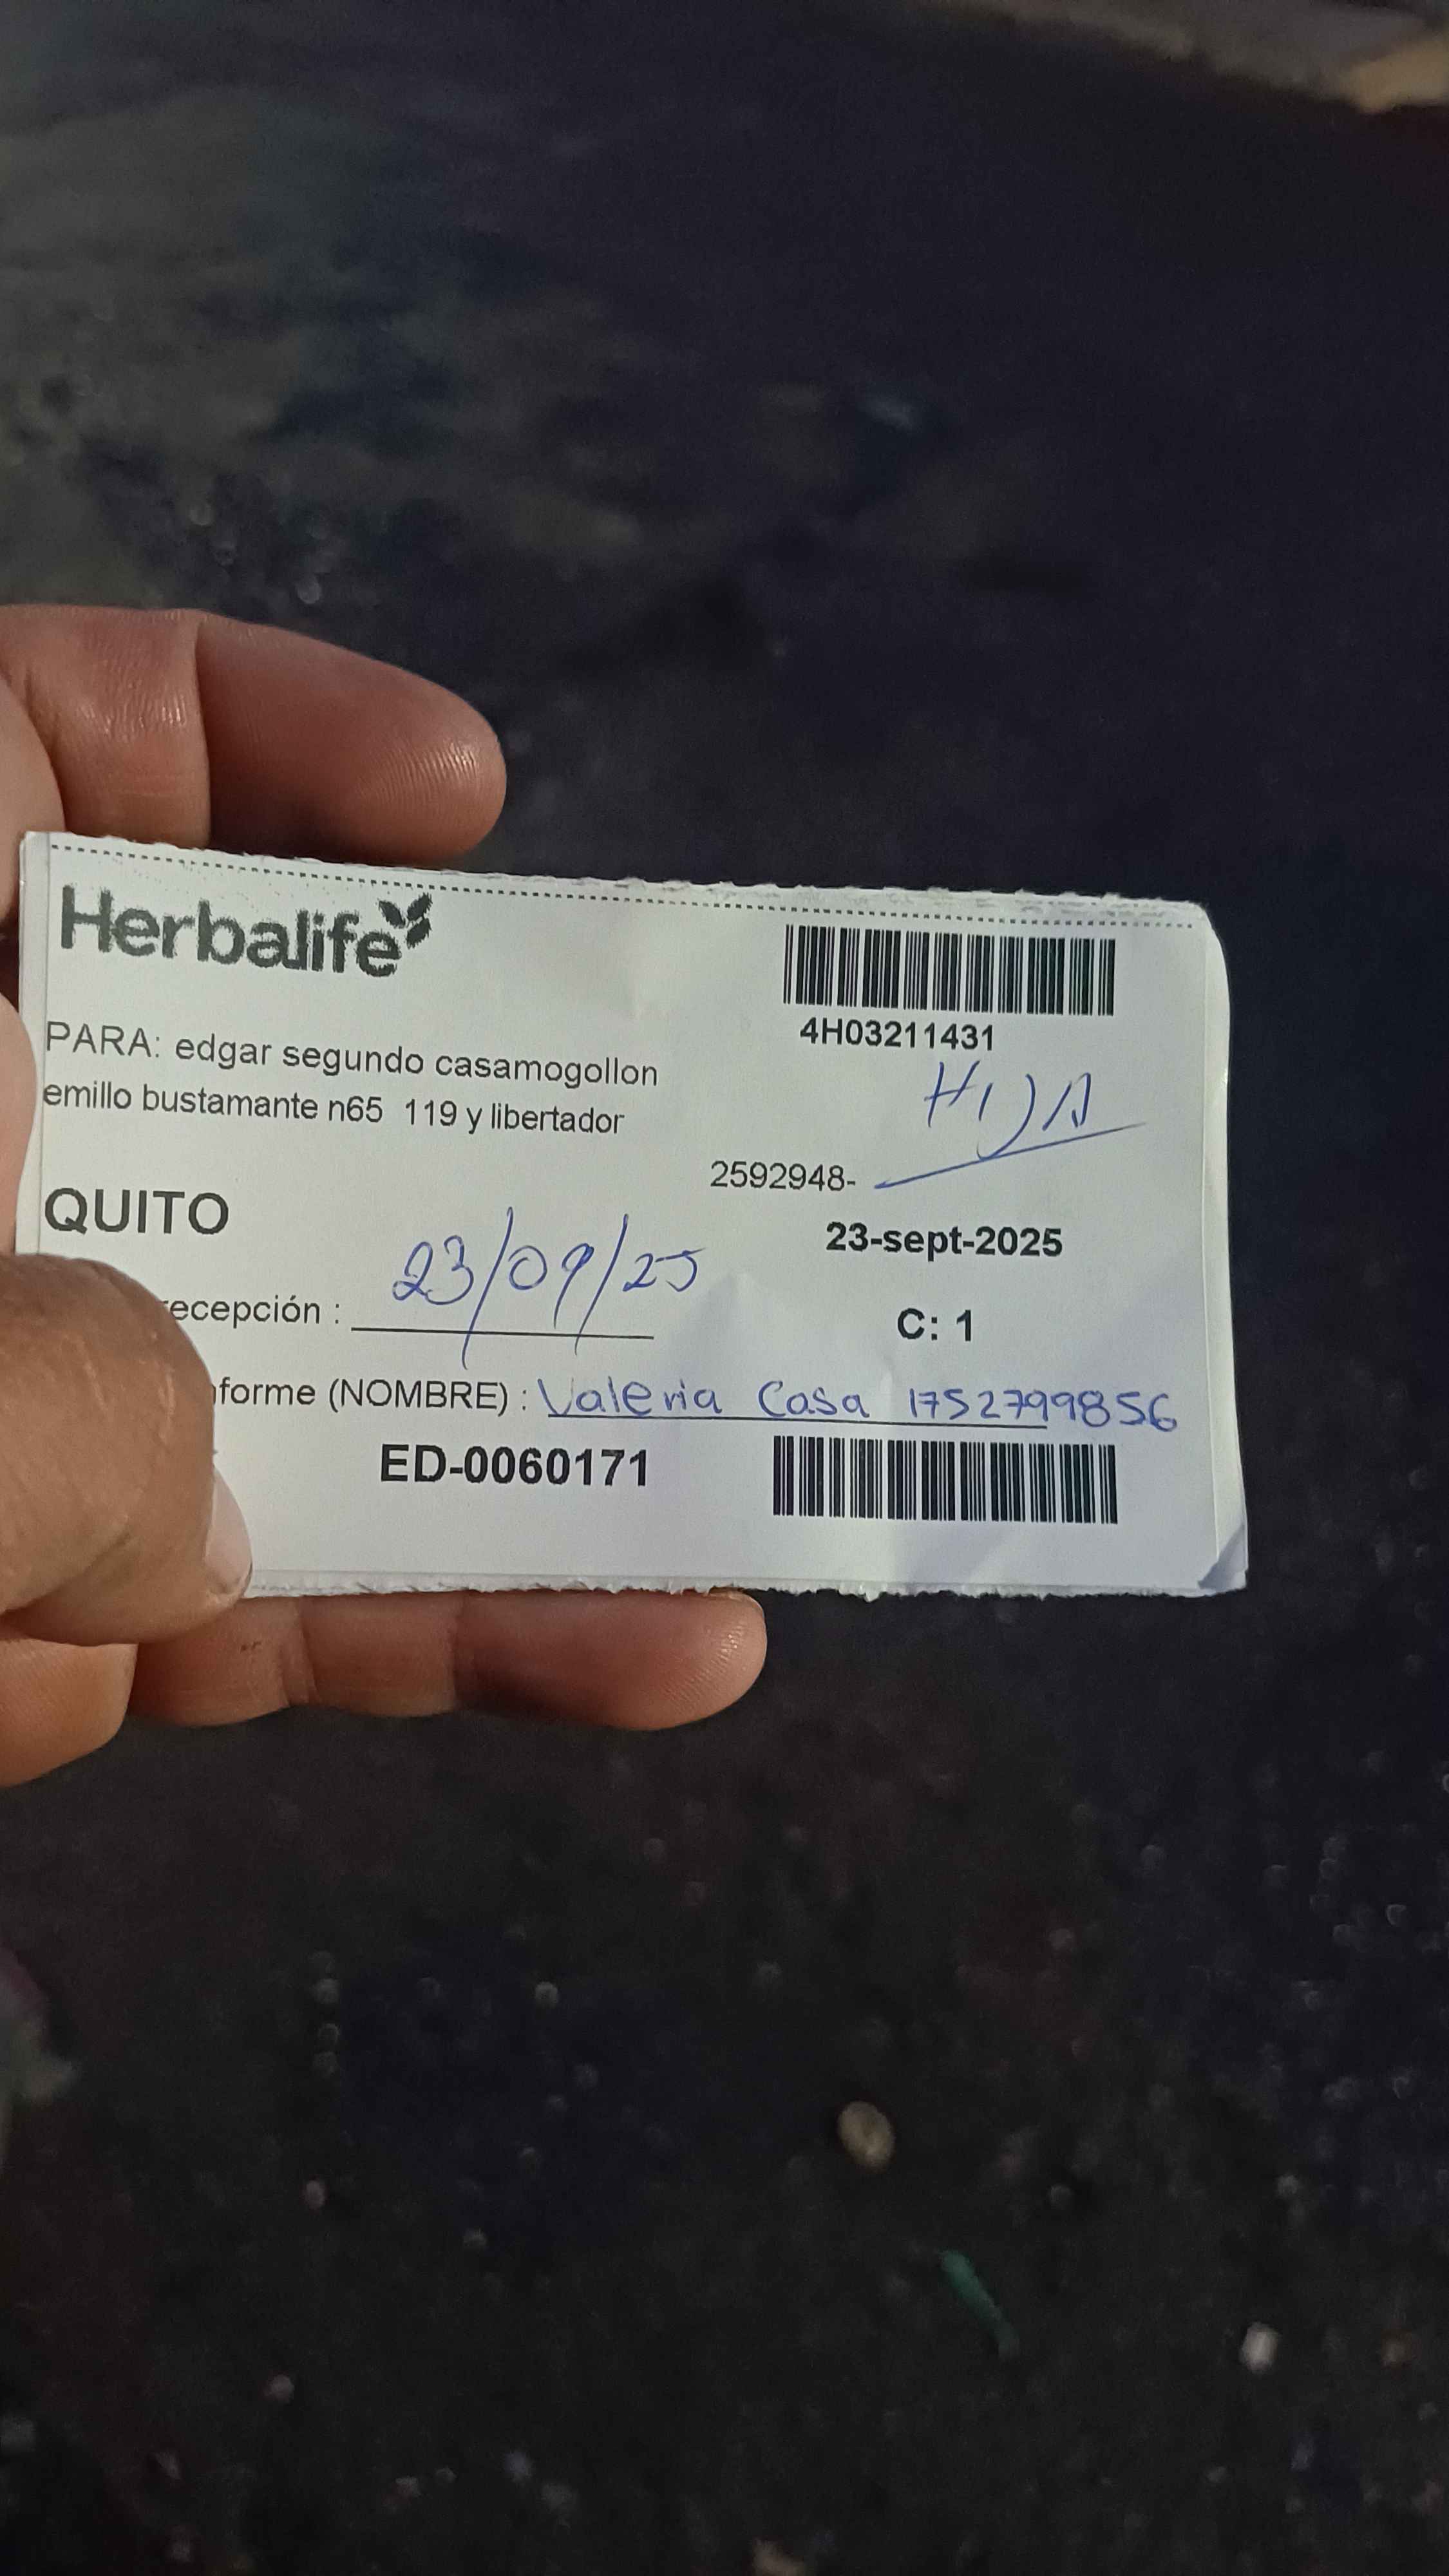 Herbalife
4H03211431
PARA: edgar segundo casamogollon
emillo bustamante n65 119 y libertador
HIJA
2592948-
QUITO
23-sept-2025
ecepción : 23/09/25
C: 1
nforme (NOMBRE) : Valeria Casa 1752799856
ED-0060171